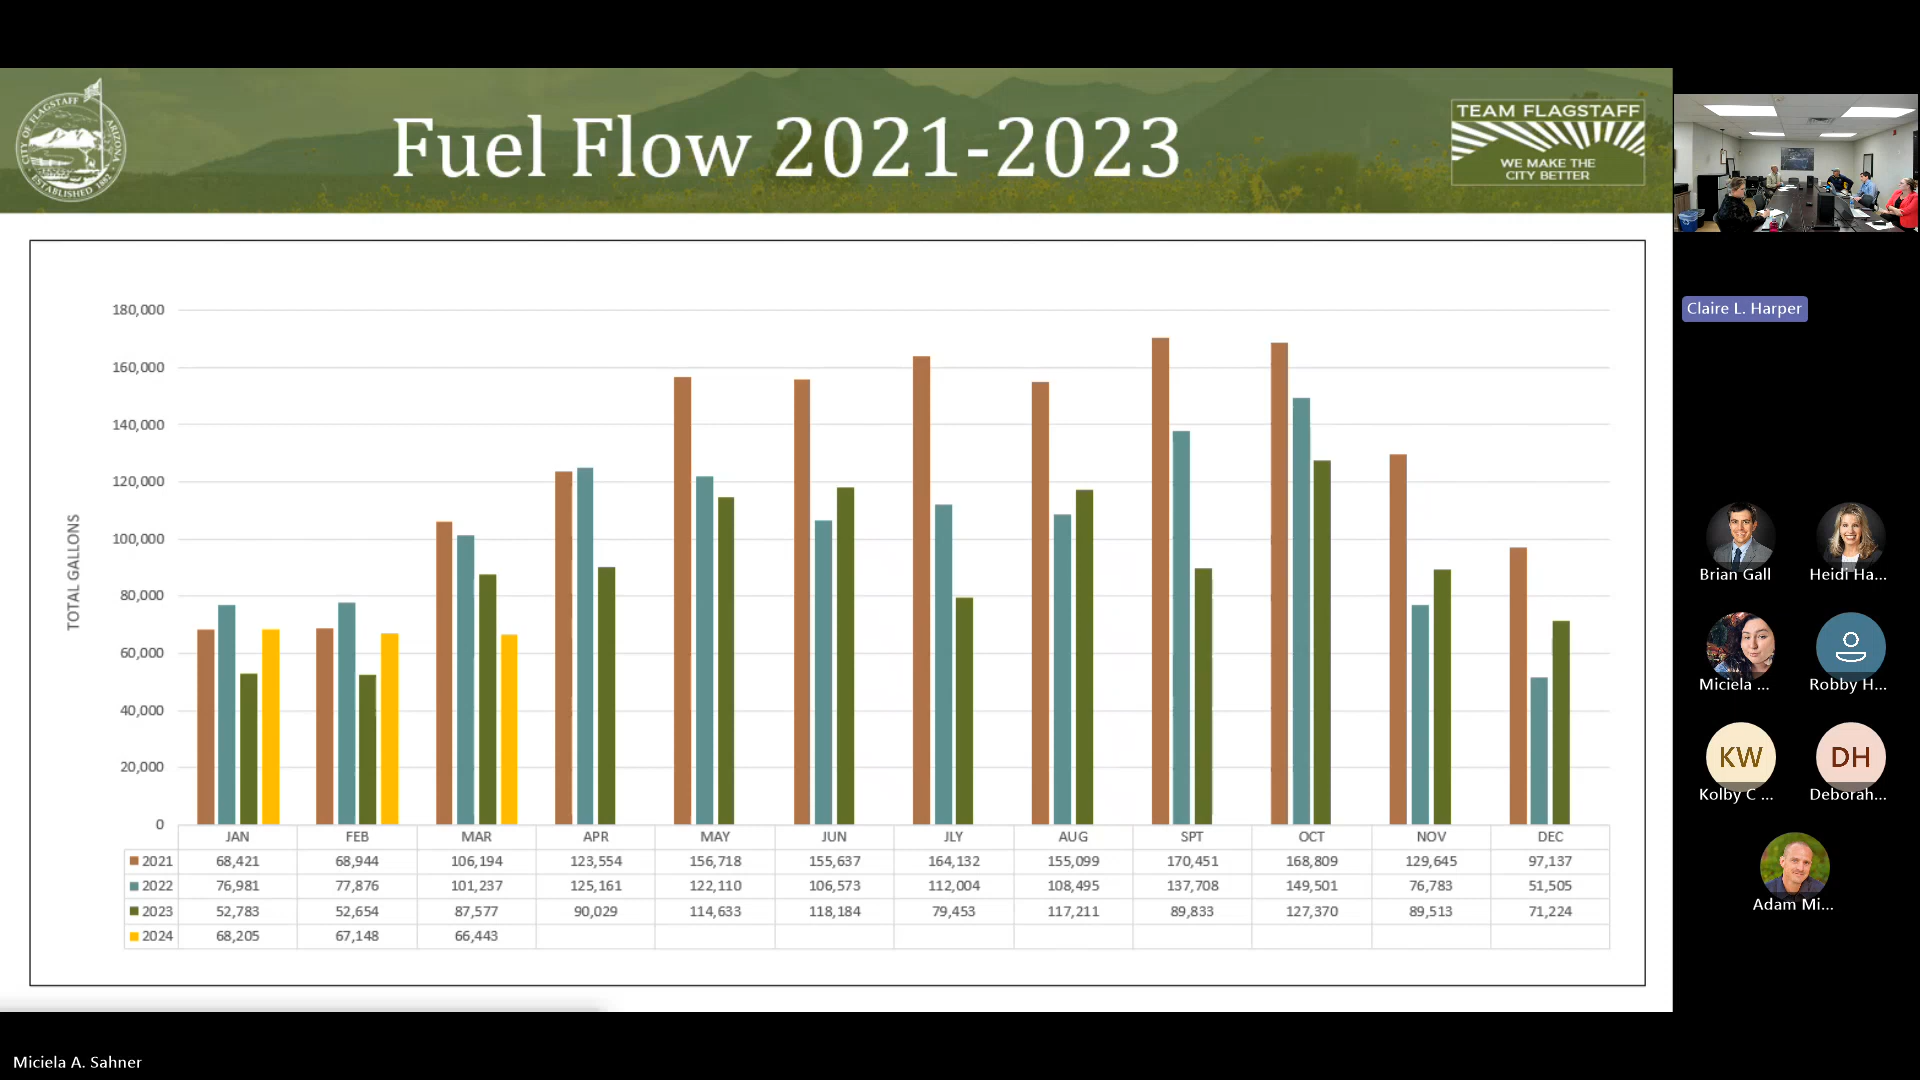 CITY OF FLAGSTAFF
ARIZONA
ESTABLISHED 1882
Fuel Flow 2021-2023
TEAM FLAGSTAFF
WE MAKE THE
CITY BETTER
TOTAL GALLONS
180,000
160,000
140,000
120,000
100,000
80,000
60,000
40,000
20,000
0
JAN FEB MAR APR MAY JUN JLY AUG SPT OCT NOV DEC
2021 68,421 68,944 106,194 123,554 156,718 155,637 164,132 155,099 170,451 168,809 129,645 97,137
2022 76,981 77,876 101,237 125,161 122,110 106,573 112,004 108,495 137,708 149,501 76,783 51,505
2023 52,783 52,654 87,577 90,029 114,633 118,184 79,453 117,211 89,833 127,370 89,513 71,224
2024 68,205 67,148 66,443
Claire L. Harper
Brian Gall
Heidi Ha...
Miciela ...
Robby H...
KW
Kolby C ...
DH
Deborah...
Adam Mi...
Miciela A. Sahner